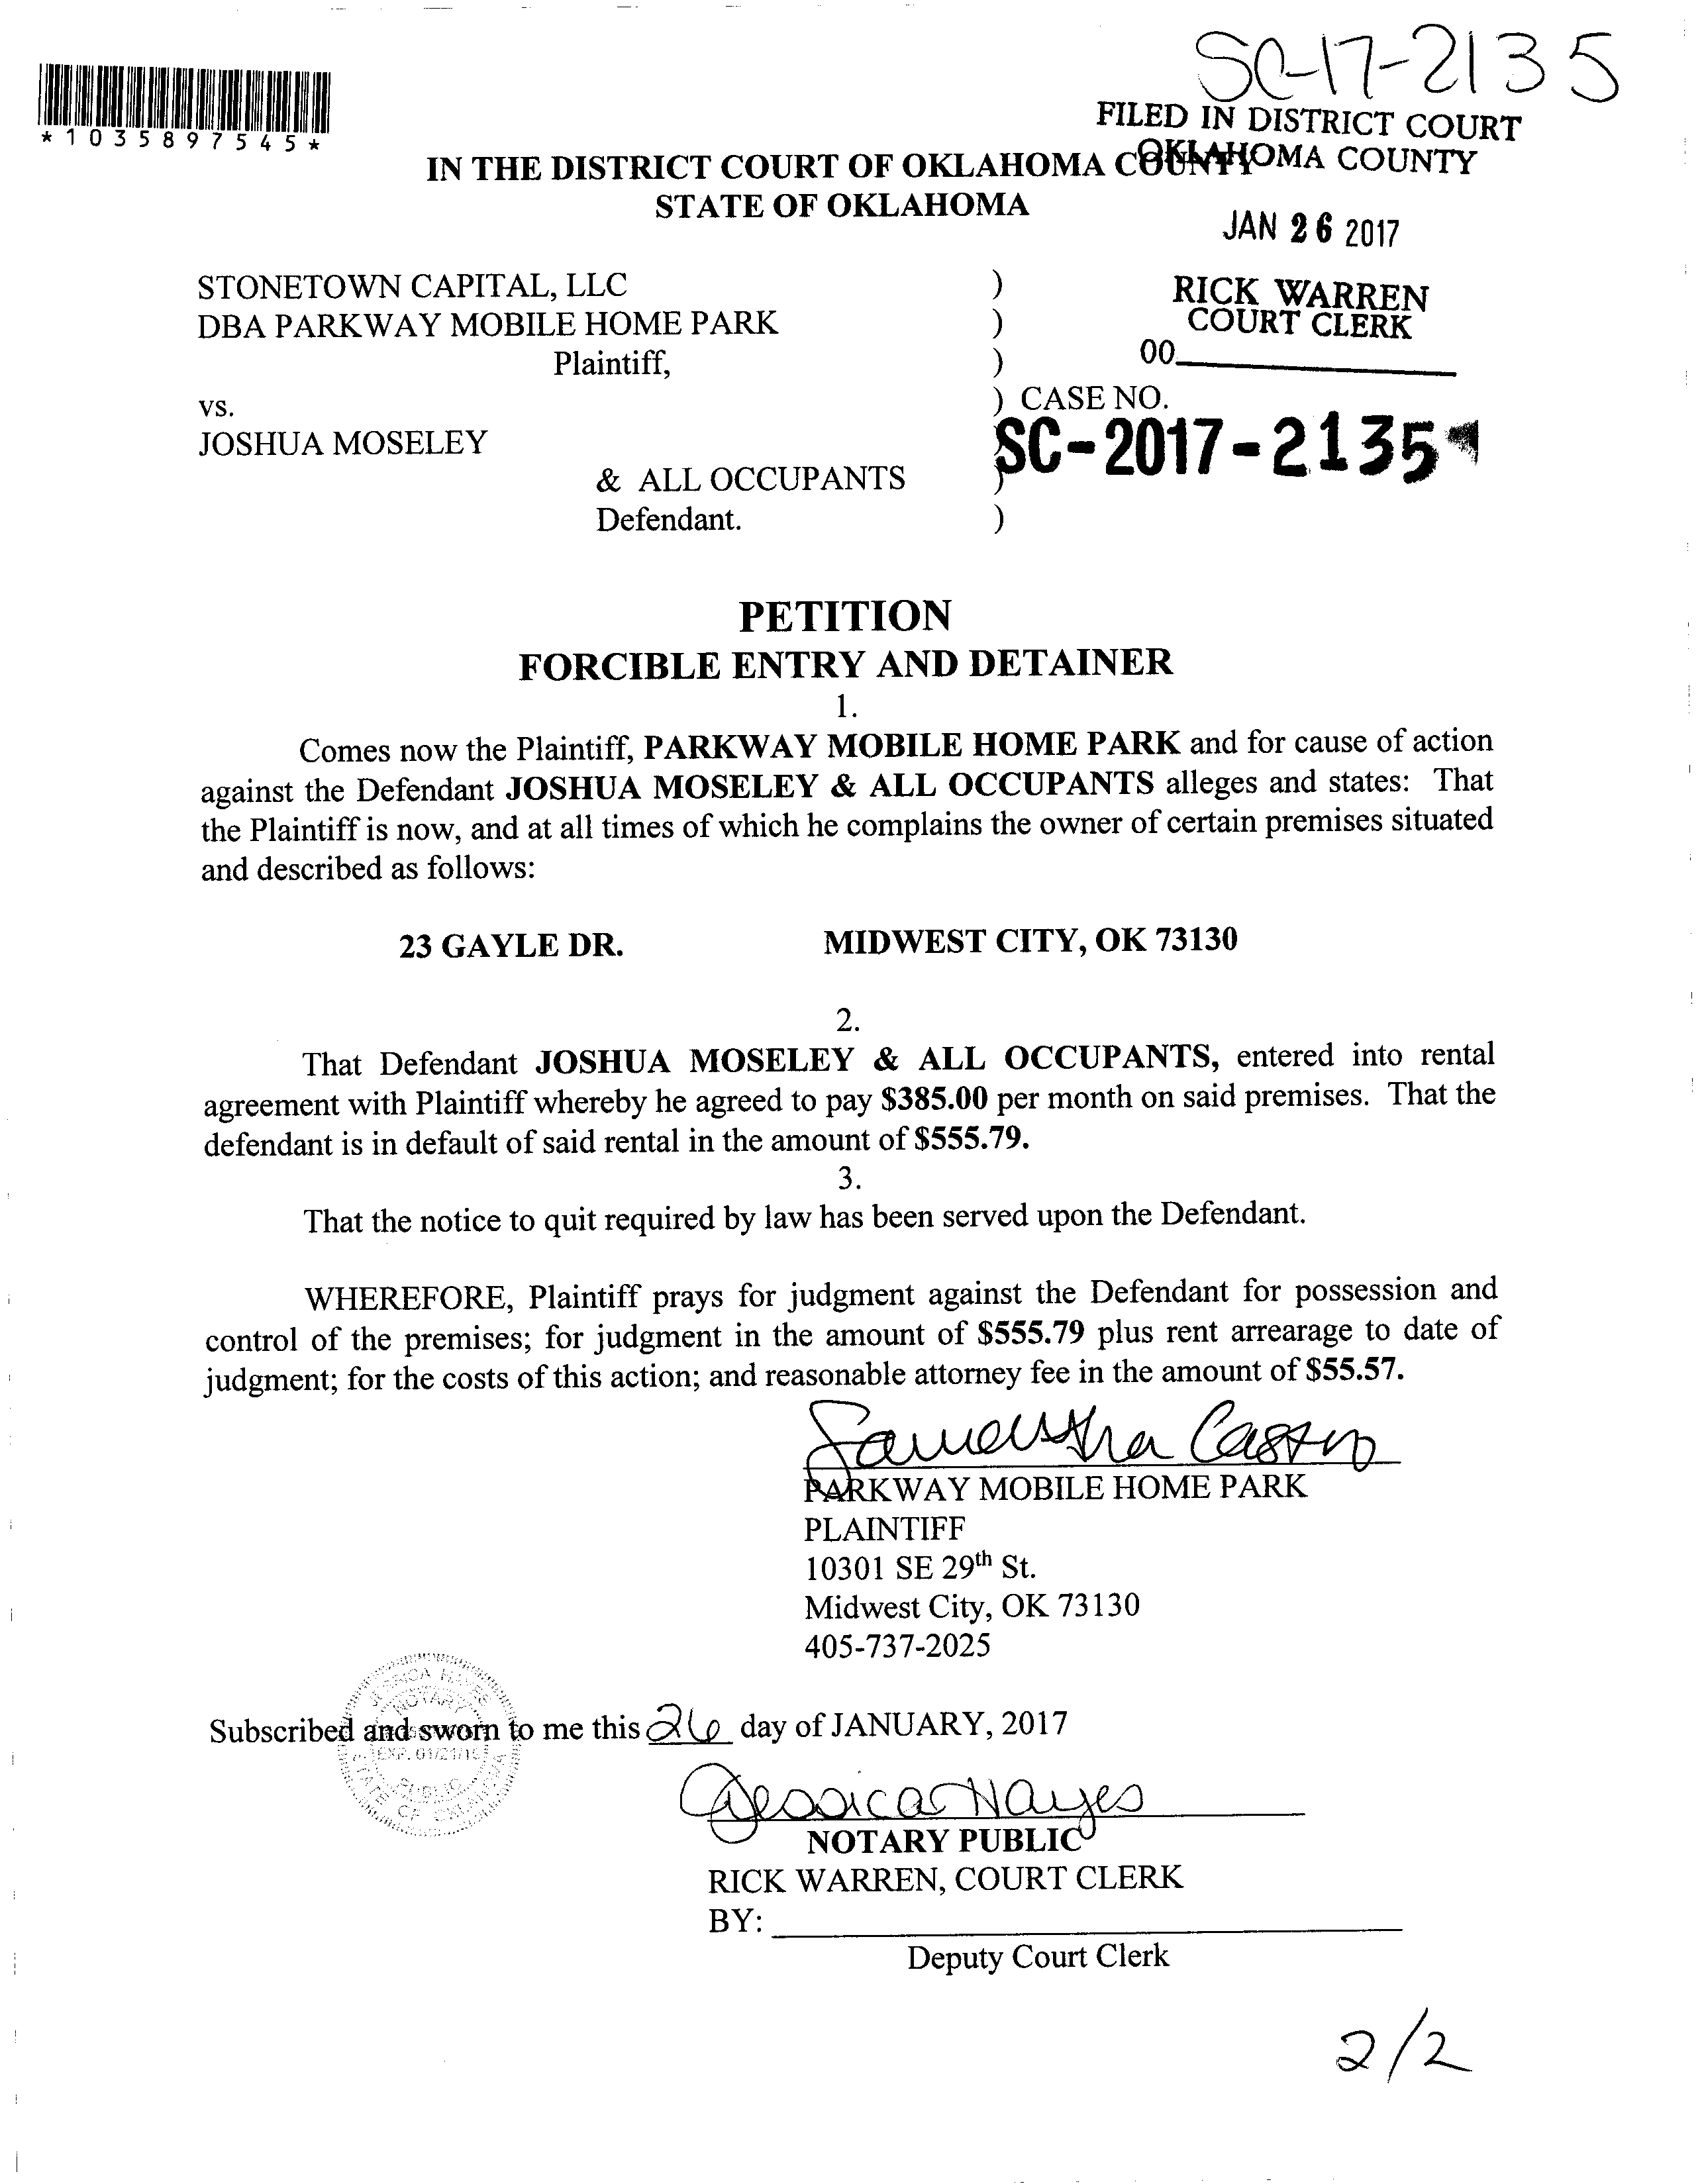 SC-17-2135
*1035897545*
FILED IN DISTRICT COURT
OKLAHOMA COUNTY
IN THE DISTRICT COURT OF OKLAHOMA COUNTY
STATE OF OKLAHOMA
JAN 26 2017
STONETOWN CAPITAL, LLC )
DBA PARKWAY MOBILE HOME PARK )
Plaintiff, )
RICK WARREN
COURT CLERK
00
vs. ) CASE NO.
JOSHUA MOSELEY ) SC-2017-2135
& ALL OCCUPANTS )
Defendant. )
PETITION
FORCIBLE ENTRY AND DETAINER
1.
Comes now the Plaintiff, PARKWAY MOBILE HOME PARK and for cause of action
against the Defendant JOSHUA MOSELEY & ALL OCCUPANTS alleges and states: That
the Plaintiff is now, and at all times of which he complains the owner of certain premises situated
and described as follows:
23 GAYLE DR. MIDWEST CITY, OK 73130
2.
That Defendant JOSHUA MOSELEY & ALL OCCUPANTS, entered into rental
agreement with Plaintiff whereby he agreed to pay $385.00 per month on said premises. That the
defendant is in default of said rental in the amount of $555.79.
3.
That the notice to quit required by law has been served upon the Defendant.
WHEREFORE, Plaintiff prays for judgment against the Defendant for possession and
control of the premises; for judgment in the amount of $555.79 plus rent arrearage to date of
judgment; for the costs of this action; and reasonable attorney fee in the amount of $55.57.
Samantha Castro
PARKWAY MOBILE HOME PARK
PLAINTIFF
10301 SE 29th St.
Midwest City, OK 73130
405-737-2025
JESSICA HAYES
NOTARY
Subscribed and sworn to me this 26 day of JANUARY, 2017
PUBLIC
STATE OF OKLAHOMA
Jessica Hayes
NOTARY PUBLIC
RICK WARREN, COURT CLERK
BY:
Deputy Court Clerk
2/2